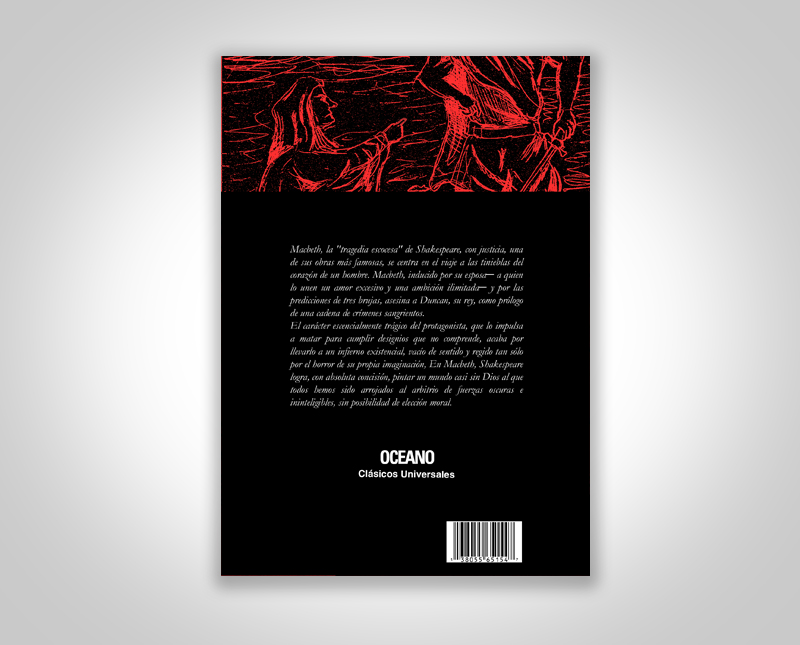 Macbeth, la "tragedia escocesa" de Shakespeare, con justicia, una
de sus obras más famosas, se centra en el viaje a las tinieblas del
corazón de un hombre. Macbeth, inducido por su esposa— a quien
lo unen un amor excesivo y una ambición ilimitada— y por las
predicciones de tres brujas, asesina a Duncan, su rey, como prólogo
de una cadena de crímenes sangrientos.
El carácter escencialmente trágico del protagonista, que lo impulsa
a matar para cumplir designios que no comprende, acaba por
llevarlo a un infierno existencial, vacío de sentido y regido tan sólo
por el horror de su propia imaginación, En Macbeth, Shakespeare
logra, con absoluta concisión, pintar un mundo casi sin Dios al que
todos hemos sido arrojados al arbitrio de fuerzas oscuras e
ininteligibles, sin posibilidad de elección moral.
OCEANO
Clásicos Universales